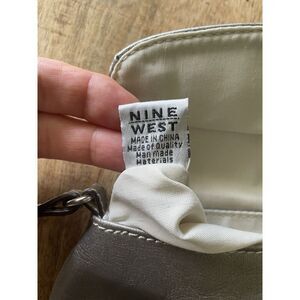 NINE
WEST
MADE IN CHINA
Made of Quality
Man made
Materials